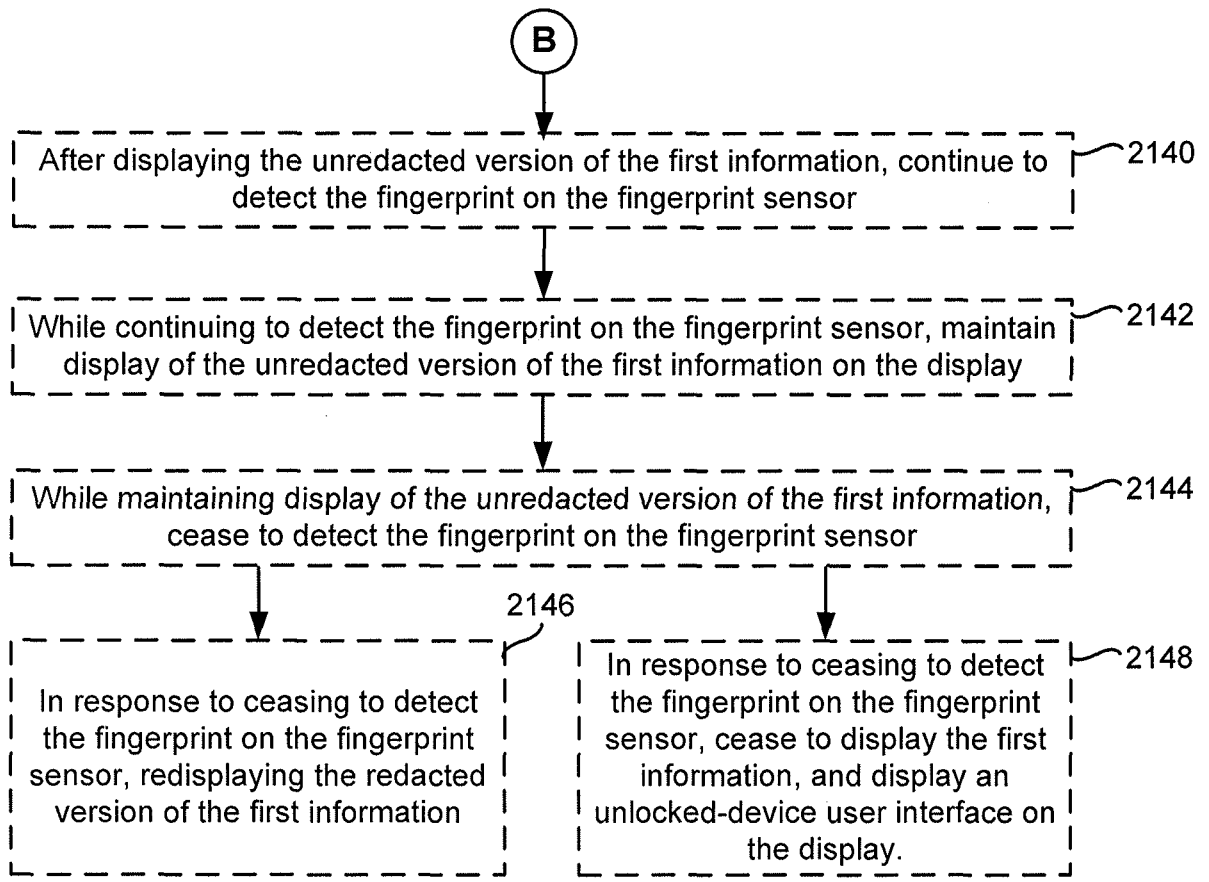 B
After displaying the unredacted version of the first information, continue to
detect the fingerprint on the fingerprint sensor
2140
While continuing to detect the fingerprint on the fingerprint sensor, maintain
display of the unredacted version of the first information on the display
2142
While maintaining display of the unredacted version of the first information,
cease to detect the fingerprint on the fingerprint sensor
2144
2146
In response to ceasing to detect
the fingerprint on the fingerprint
sensor, redisplaying the redacted
version of the first information
In response to ceasing to detect
the fingerprint on the fingerprint
sensor, cease to display the first
information, and display an
unlocked-device user interface on
the display.
2148